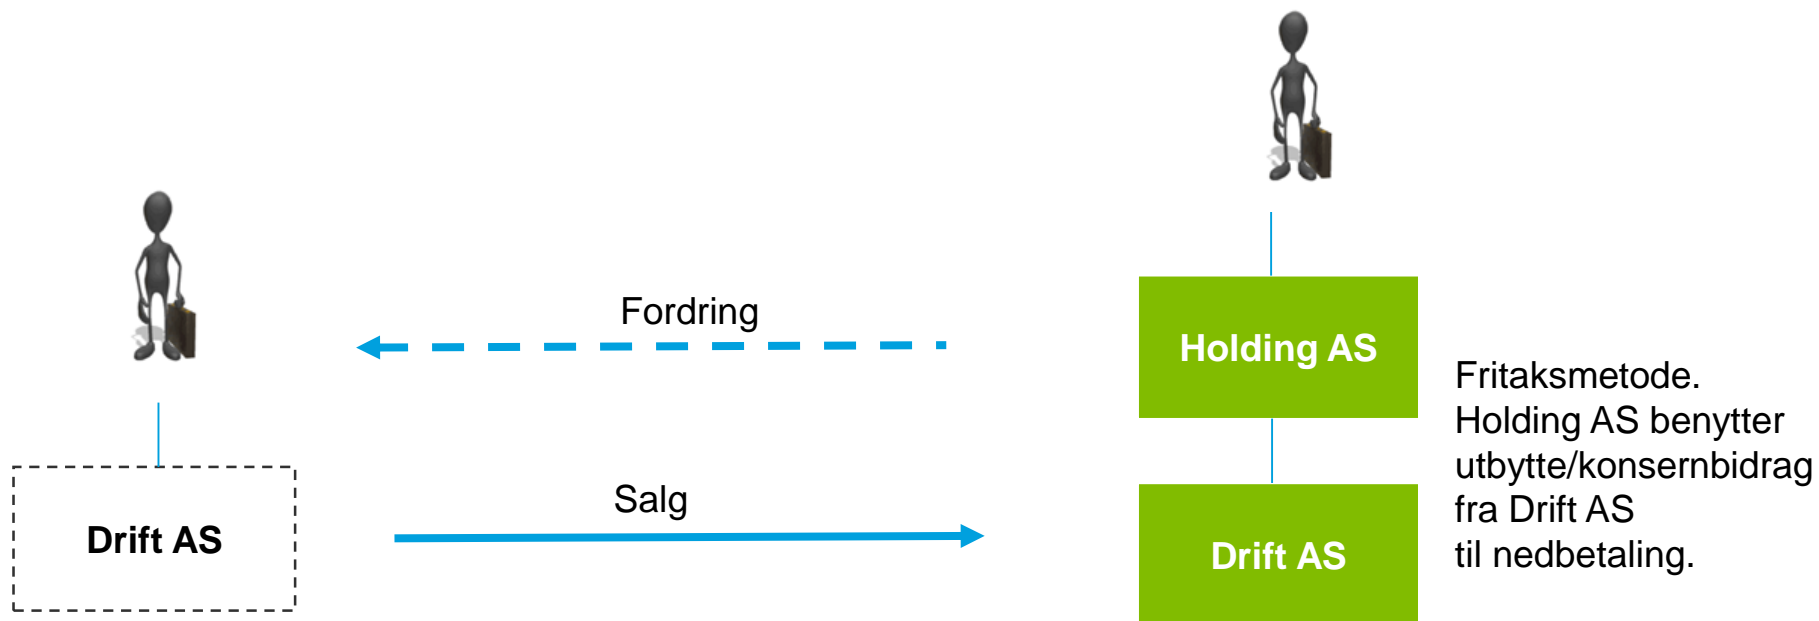 Fordring
Holding AS
Fritaksmetode.
Holding AS benytter
utbytte/konsernbidrag
fra Drift AS
til nedbetaling.
Salg
Drift AS
Drift AS